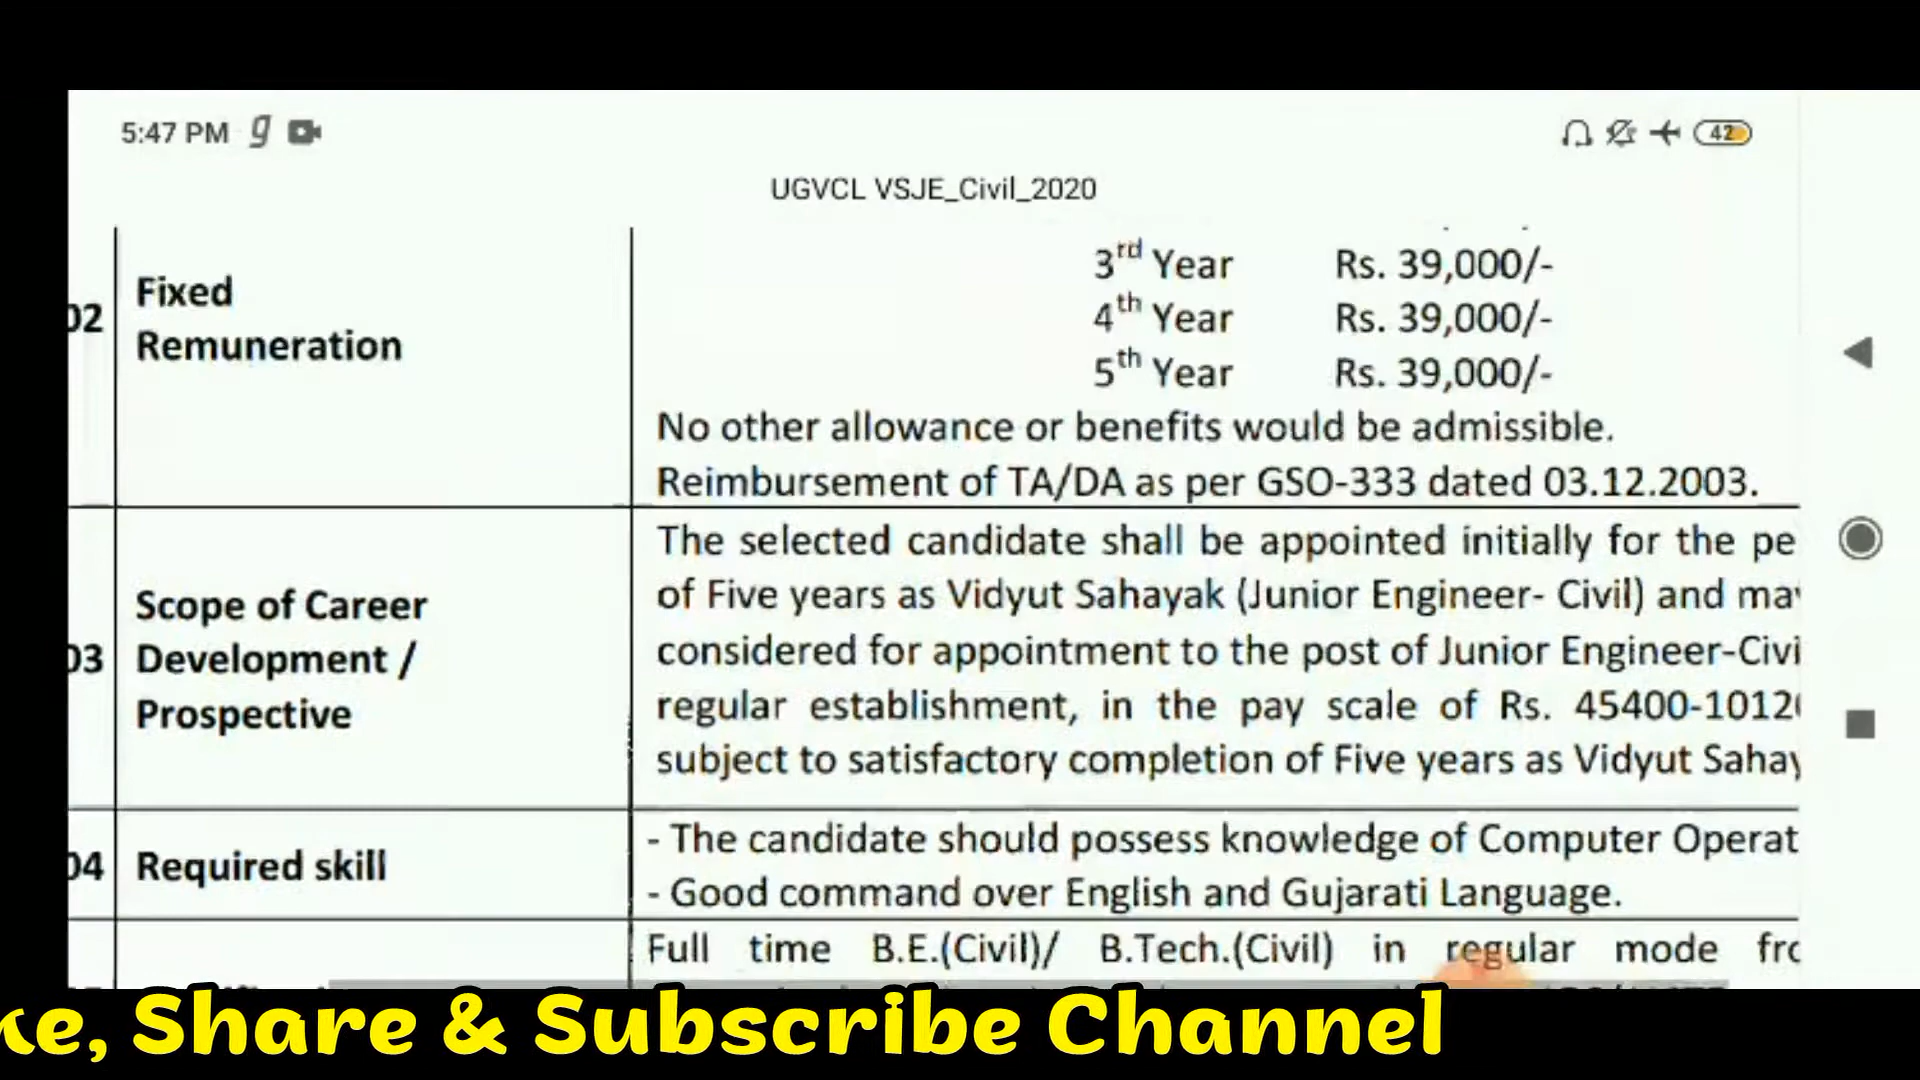 5:47 PM g
42
UGVCL VSJE_Civil_2020
02 Fixed Remuneration
3rd Year Rs. 39,000/-
4th Year Rs. 39,000/-
5th Year Rs. 39,000/-
No other allowance or benefits would be admissible.
Reimbursement of TA/DA as per GSO-333 dated 03.12.2003.
03 Scope of Career
Development /
Prospective
The selected candidate shall be appointed initially for the pe
of Five years as Vidyut Sahayak (Junior Engineer- Civil) and may
considered for appointment to the post of Junior Engineer-Civi
regular establishment, in the pay scale of Rs. 45400-10120
subject to satisfactory completion of Five years as Vidyut Sahay
04 Required skill
- The candidate should possess knowledge of Computer Operat
- Good command over English and Gujarati Language.
Full time B.E.(Civil)/ B.Tech.(Civil) in regular mode fro
ke, Share & Subscribe Channel